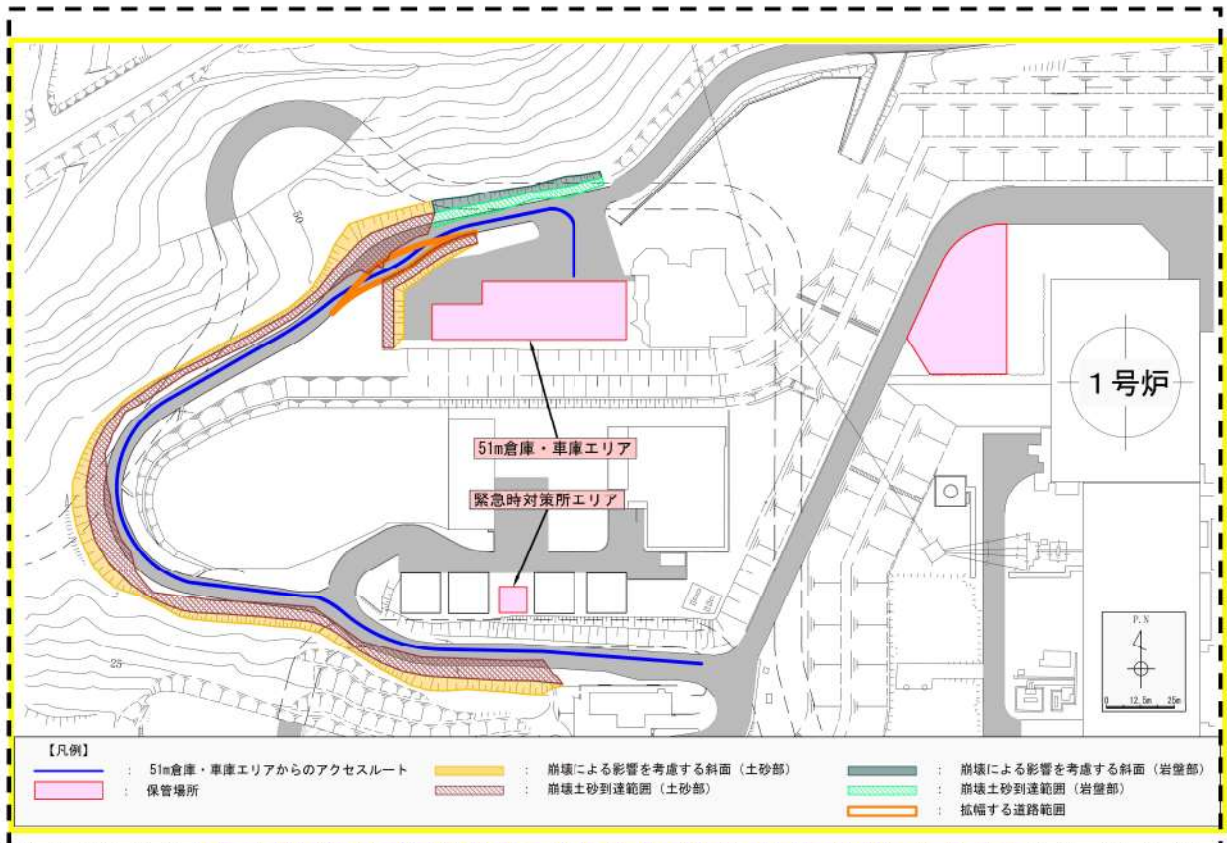 50
1号炉
51m倉庫・車庫エリア
緊急時対策所エリア
25
P.N
0 12.5m 25m
【凡例】
: 51m倉庫・車庫エリアからのアクセスルート
: 保管場所
: 崩壊による影響を考慮する斜面(土砂部)
: 崩壊土砂到達範囲(土砂部)
: 崩壊による影響を考慮する斜面(岩盤部)
: 崩壊土砂到達範囲(岩盤部)
: 拡幅する道路範囲